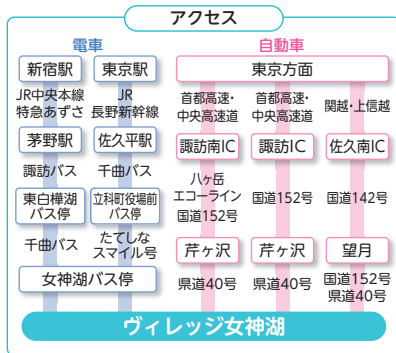 アクセス
電車
新宿駅
JR中央本線
特急あずさ
茅野駅
諏訪バス
東白樺湖
バス停
千曲バス
東京駅
JR
長野新幹線
佐久平駅
千曲バス
立科町役場前
バス停
たてしな
スマイル号
女神湖バス停
自動車
東京方面
首都高速・
中央高速道
諏訪南IC
八ヶ岳
エコーライン
国道152号
芹ヶ沢
県道40号
首都高速・
中央高速道
諏訪IC
国道152号
芹ヶ沢
県道40号
関越・上信越
佐久南IC
国道142号
望月
国道152号
県道40号
ヴィレッジ女神湖